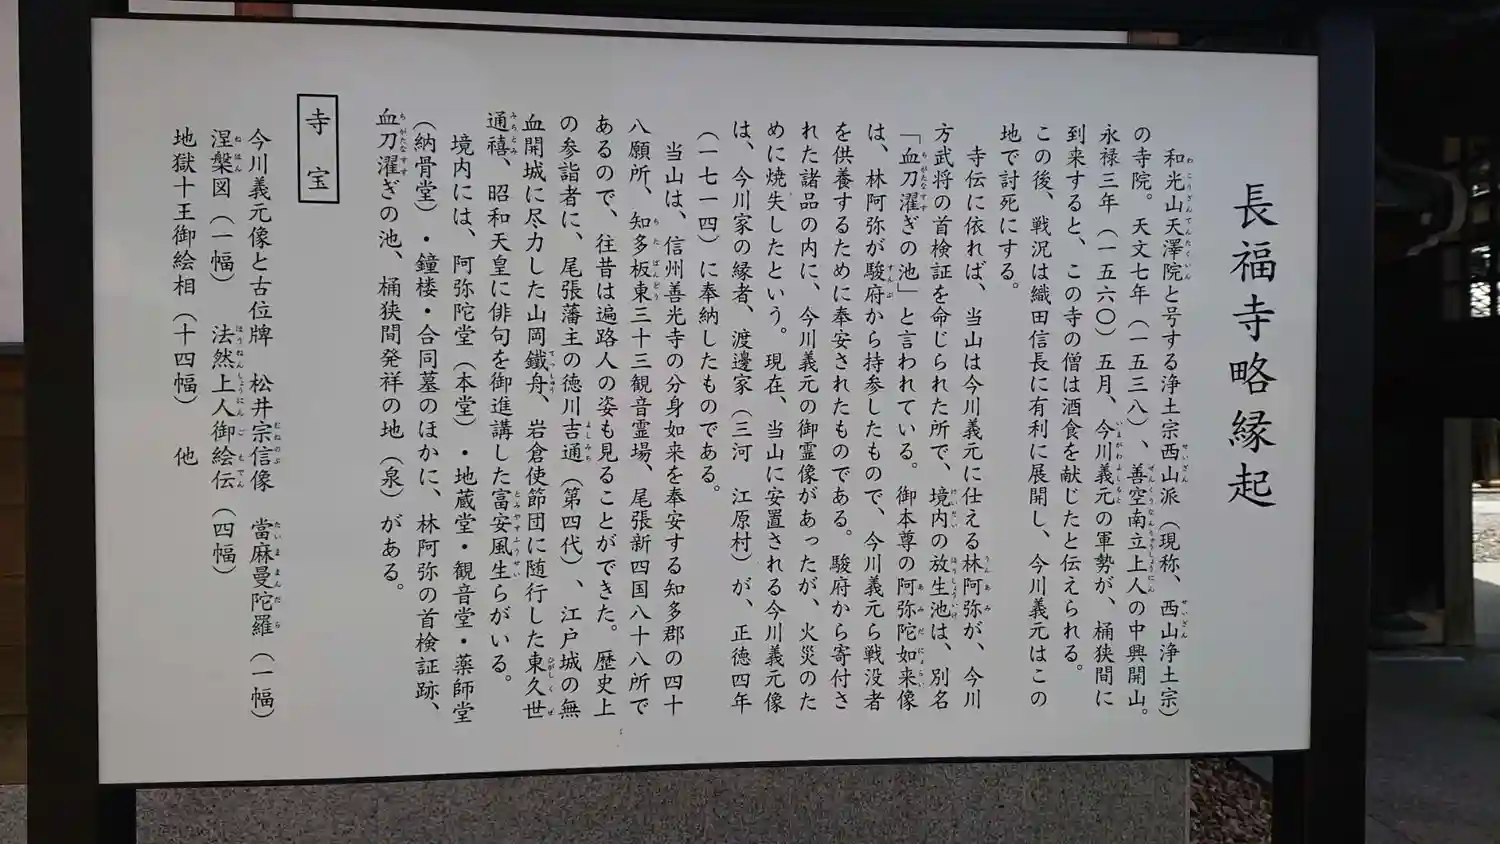 長福寺略縁起
和光山天澤院と号する浄土宗西山派（現称、西山浄土宗）
の寺院。天文七年（一五三八）、善空南立上人の中興開山。
永禄三年（一五六〇）五月、今川義元の軍勢が、桶狭間に
到来すると、この寺の僧は酒食を献じたと伝えられる。
この後、戦況は織田信長に有利に展開し、今川義元はこの
地で討死にする。
寺伝に依れば、当山は今川義元に仕える林阿弥が、今川
方武将の首検証を命じられた所で、境内の放生池は、別名
「血刀濯ぎの池」と言われている。御本尊の阿弥陀如来像
は、林阿弥が駿府から持参したもので、今川義元ら戦没者
を供養するために奉安されたものである。駿府から寄付さ
れた諸品の内に、今川義元の御霊像があったが、火災のた
めに焼失したという。現在、当山に安置される今川義元像
は、今川家の縁者、渡邊家（三河　江原村）が、正徳四年
（一七一四）に奉納したものである。
当山は、信州善光寺の分身如来を奉安する知多郡の四十
八願所、知多板東三十三観音霊場、尾張新四国八十八所で
あるので、往昔は遍路人の姿も見ることができた。歴史上
の参詣者に、尾張藩主の徳川吉通（第四代）、江戸城の無
血開城に尽力した山岡鐵舟、岩倉使節団に随行した東久世
通禧、昭和天皇に俳句を御進講した富安風生らがいる。
境内には、阿弥陀堂（本堂）・地蔵堂・観音堂・薬師堂
（納骨堂）・鐘楼・合同墓のほかに、林阿弥の首検証跡、
血刀濯ぎの池、桶狭間発祥の地（泉）がある。
寺宝
今川義元像と古位牌　松井宗信像　當麻曼陀羅（一幅）
涅槃図（一幅）　法然上人御絵伝（四幅）
地獄十王御絵相（十四幅）　他